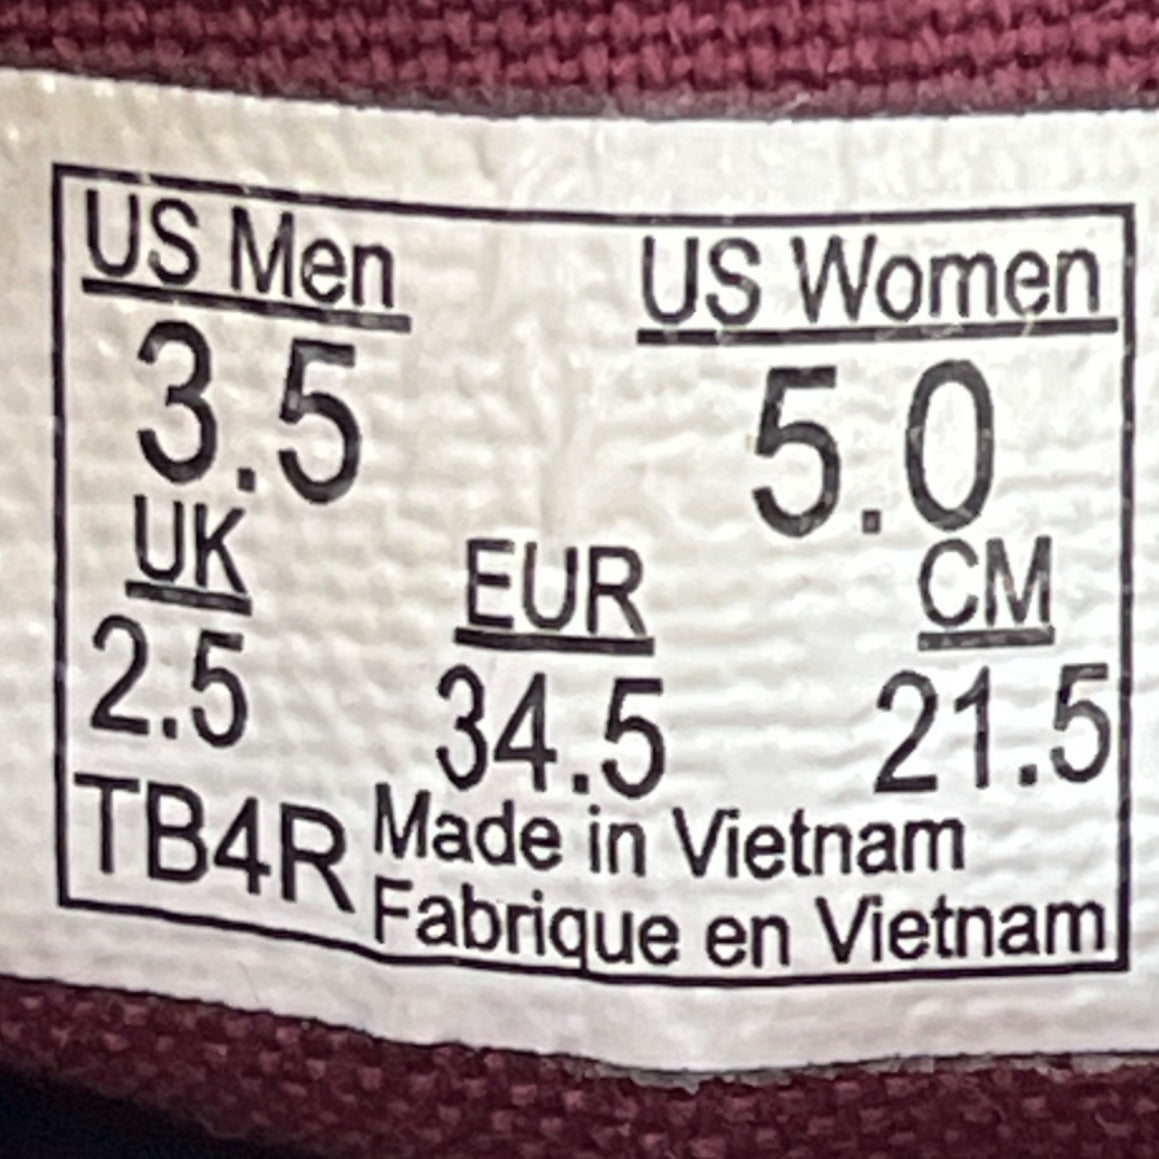 US Men US Women
3.5 5.0
UK EUR CM
2.5 34.5 21.5
TB4R Made in Vietnam
Fabrique en Vietnam